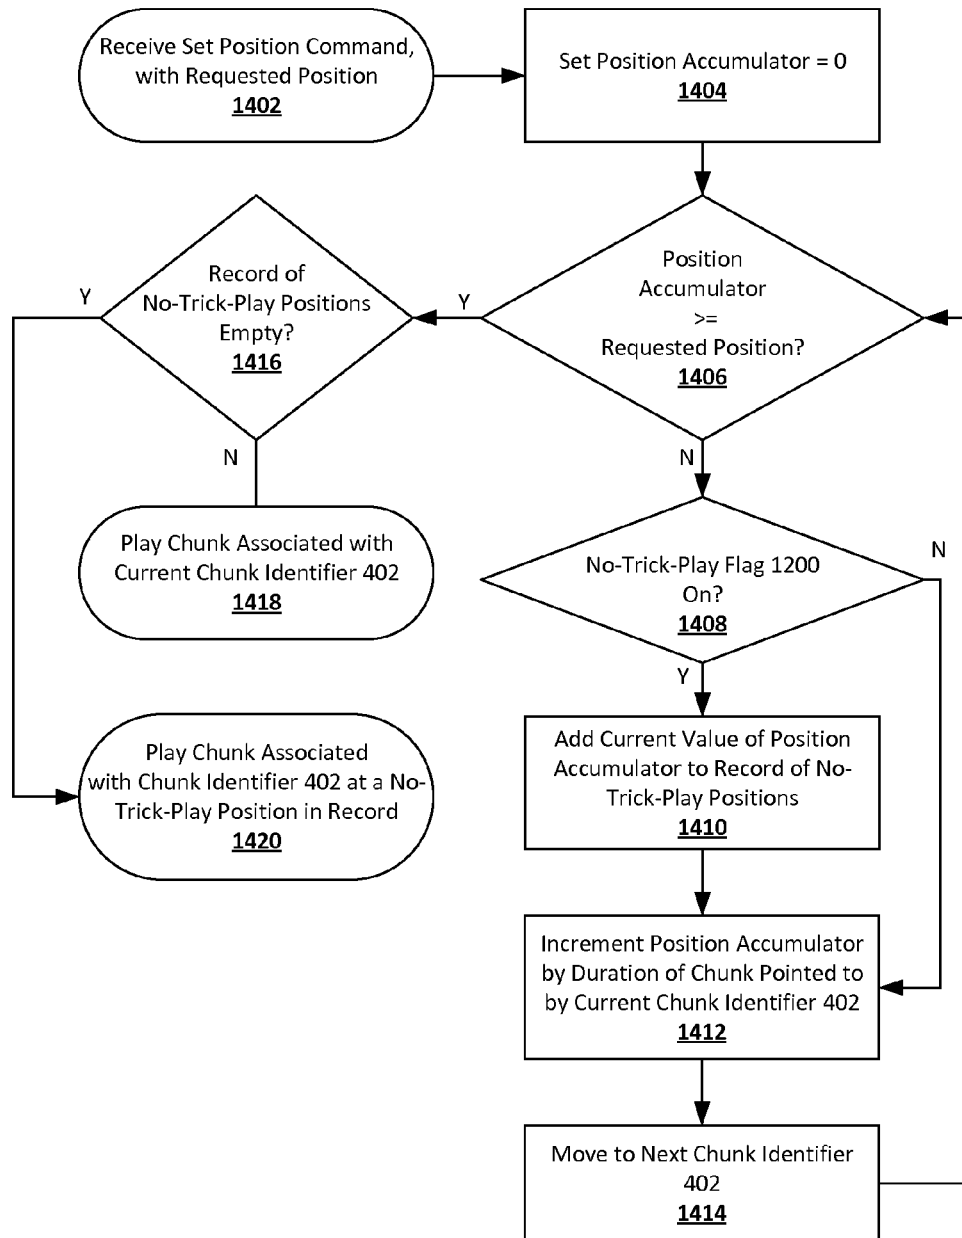 Receive Set Position Command,
with Requested Position
1402
Set Position Accumulator = 0
1404
Position
Accumulator
>=
Requested Position?
1406
Y
N
Record of
No-Trick-Play Positions
Empty?
1416
Y
N
Play Chunk Associated with
Current Chunk Identifier 402
1418
Play Chunk Associated
with Chunk Identifier 402 at a No-
Trick-Play Position in Record
1420
No-Trick-Play Flag 1200
On?
1408
N
Y
Add Current Value of Position
Accumulator to Record of No-
Trick-Play Positions
1410
Increment Position Accumulator
by Duration of Chunk Pointed to
by Current Chunk Identifier 402
1412
Move to Next Chunk Identifier
402
1414